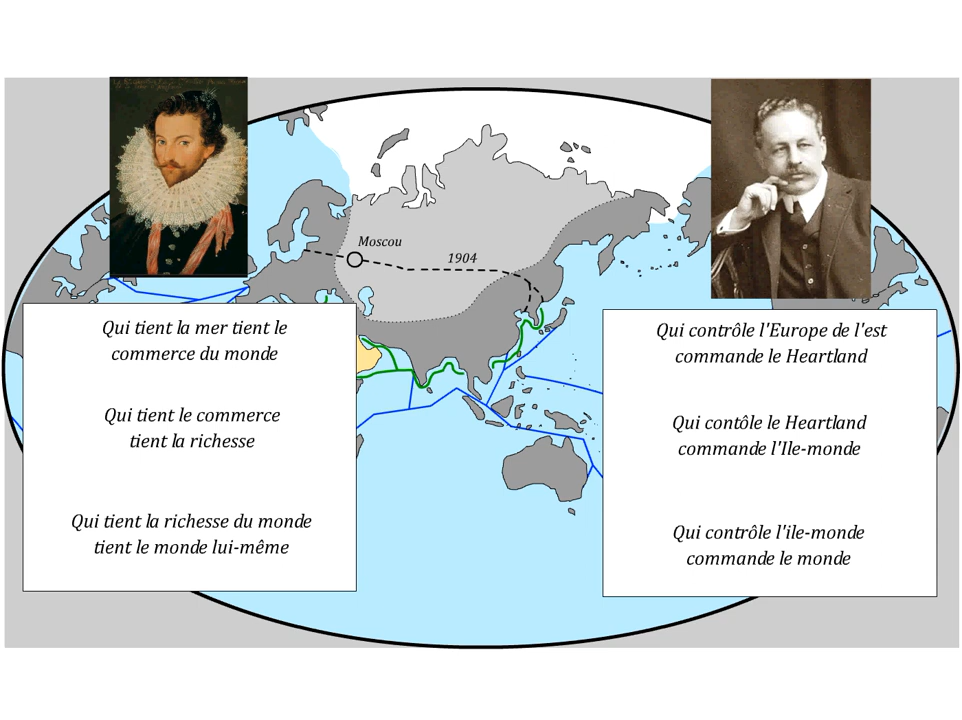 Moscou
1904
Qui tient la mer tient le
commerce du monde
Qui tient le commerce
tient la richesse
Qui tient la richesse du monde
tient le monde lui-même
Qui contrôle l'Europe de l'est
commande le Heartland
Qui contôle le Heartland
commande l'Ile-monde
Qui contrôle l'ile-monde
commande le monde